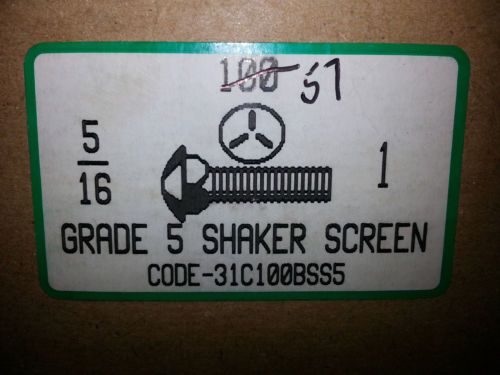 100 57
5
16
1
GRADE 5 SHAKER SCREEN
CODE-31C100BSS5